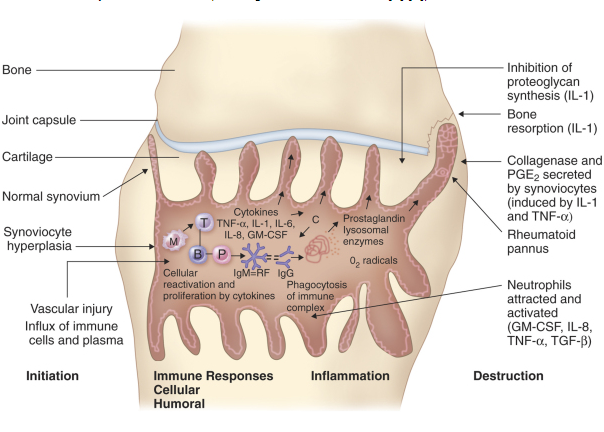 Bone
Joint capsule
Cartilage
Normal synovium
Synoviocyte
hyperplasia
Vascular injury
Influx of immune
cells and plasma
M
T
B
P
Cytokines
TNF-α, IL-1, IL-6,
IL-8, GM-CSF
C
Prostaglandin
lysosomal
enzymes
0₂ radicals
IgM=RF
IgG
Cellular
reactivation and
proliferation by cytokines
Phagocytosis
of immune
complex
Inhibition of
proteoglycan
synthesis (IL-1)
Bone
resorption (IL-1)
Collagenase and
PGE₂ secreted
by synoviocytes
(induced by IL-1
and TNF-α)
Rheumatoid
pannus
Neutrophils
attracted and
activated
(GM-CSF, IL-8,
TNF-α, TGF-β)
Initiation
Immune Responses
Cellular
Humoral
Inflammation
Destruction